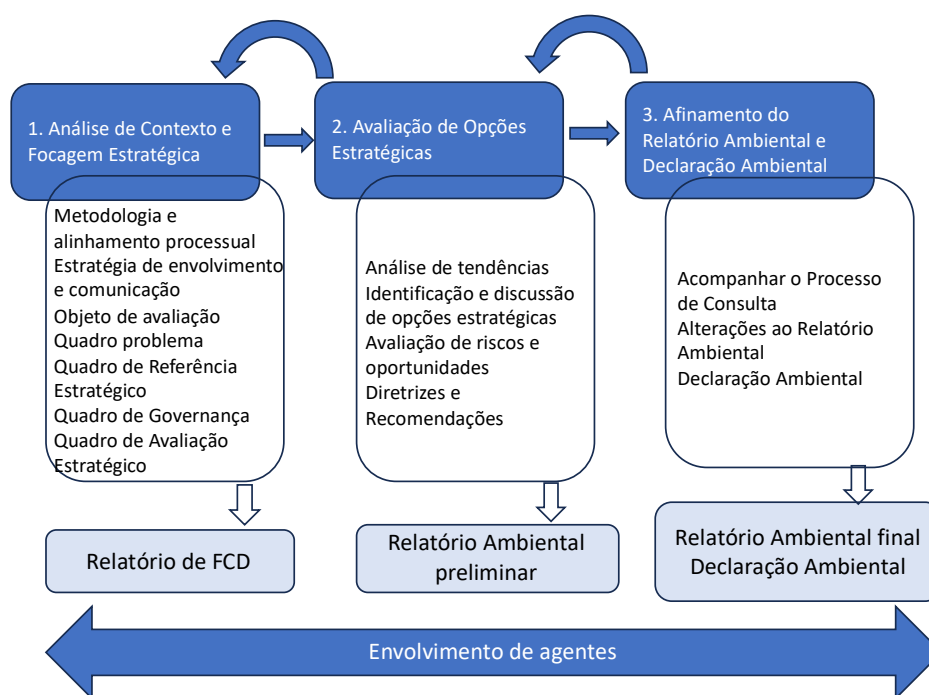 1. Análise de Contexto e
Focagem Estratégica
Metodologia e
alinhamento processual
Estratégia de envolvimento
e comunicação
Objeto de avaliação
Quadro problema
Quadro de Referência
Estratégico
Quadro de Governança
Quadro de Avaliação
Estratégico
Relatório de FCD
2. Avaliação de Opções
Estratégicas
Análise de tendências
Identificação e discussão
de opções estratégicas
Avaliação de riscos e
oportunidades
Diretrizes e
Recomendações
Relatório Ambiental
preliminar
3. Afinamento do
Relatório Ambiental e
Declaração Ambiental
Acompanhar o Processo
de Consulta
Alterações ao Relatório
Ambiental
Declaração Ambiental
Relatório Ambiental final
Declaração Ambiental
Envolvimento de agentes